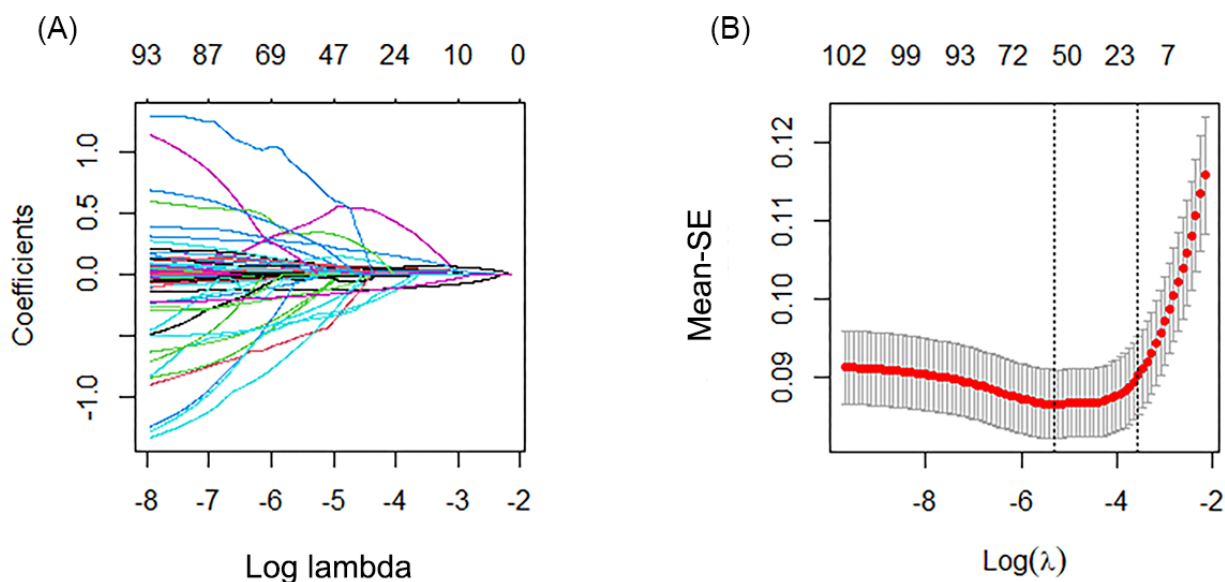 (A)
93 87 69 47 24 10 0
Coefficients
1.0
0.5
0.0
-1.0
-8 -7 -6 -5 -4 -3 -2
Log lambda
(B)
102 99 93 72 50 23 7
Mean-SE
0.12
0.11
0.10
0.09
-8 -6 -4 -2
Log(λ)